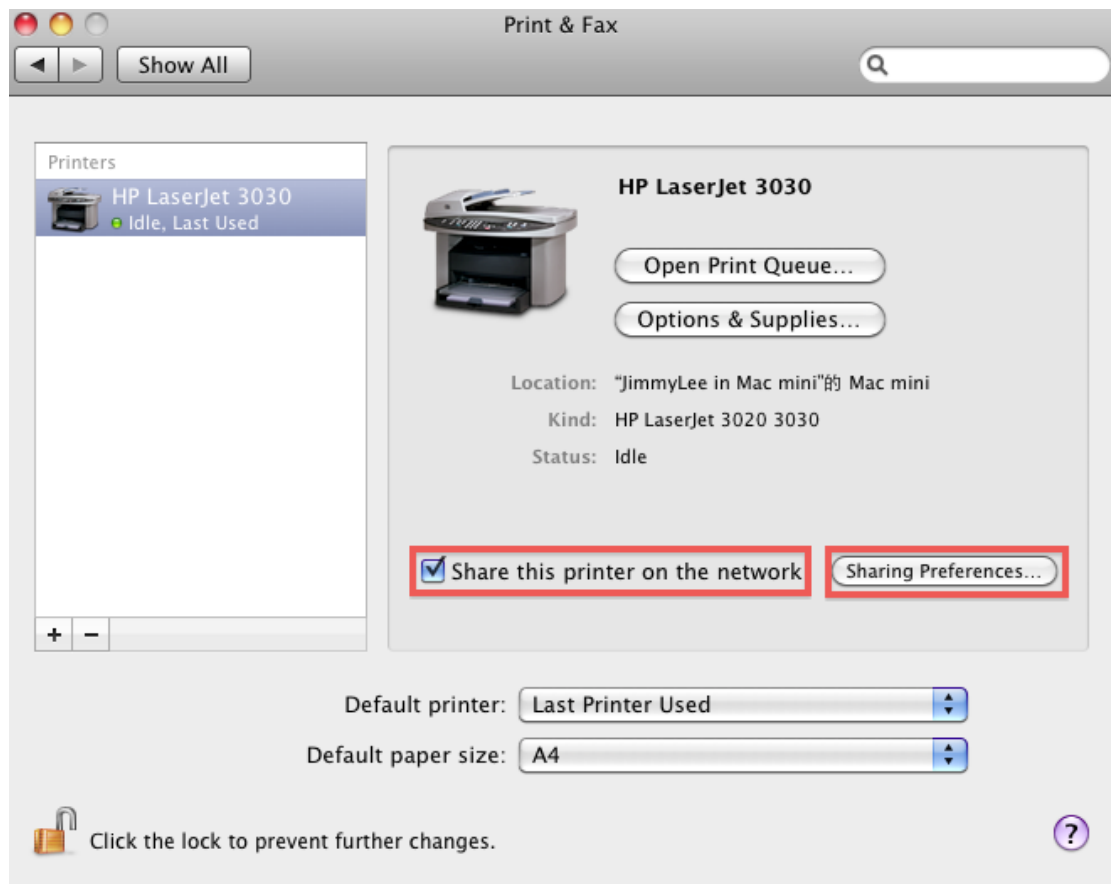 Print & Fax
Show All
Printers
HP LaserJet 3030
Idle, Last Used
HP LaserJet 3030
Open Print Queue...
Options & Supplies...
Location: “JimmyLee in Mac mini”的 Mac mini
Kind: HP LaserJet 3020 3030
Status: Idle
Share this printer on the network
Sharing Preferences...
Default printer: Last Printer Used
Default paper size: A4
Click the lock to prevent further changes.